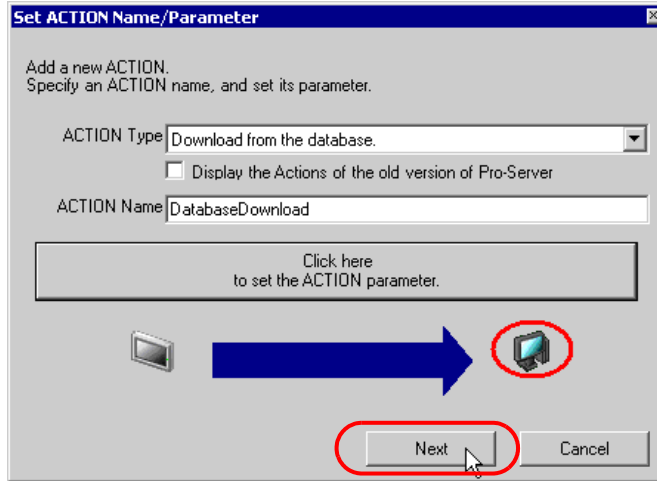 Set ACTION Name/Parameter
Add a new ACTION.
Specify an ACTION name, and set its parameter.
ACTION Type Download from the database.
Display the Actions of the old version of Pro-Server
ACTION Name DatabaseDownload
Click here
to set the ACTION parameter.
Next Cancel